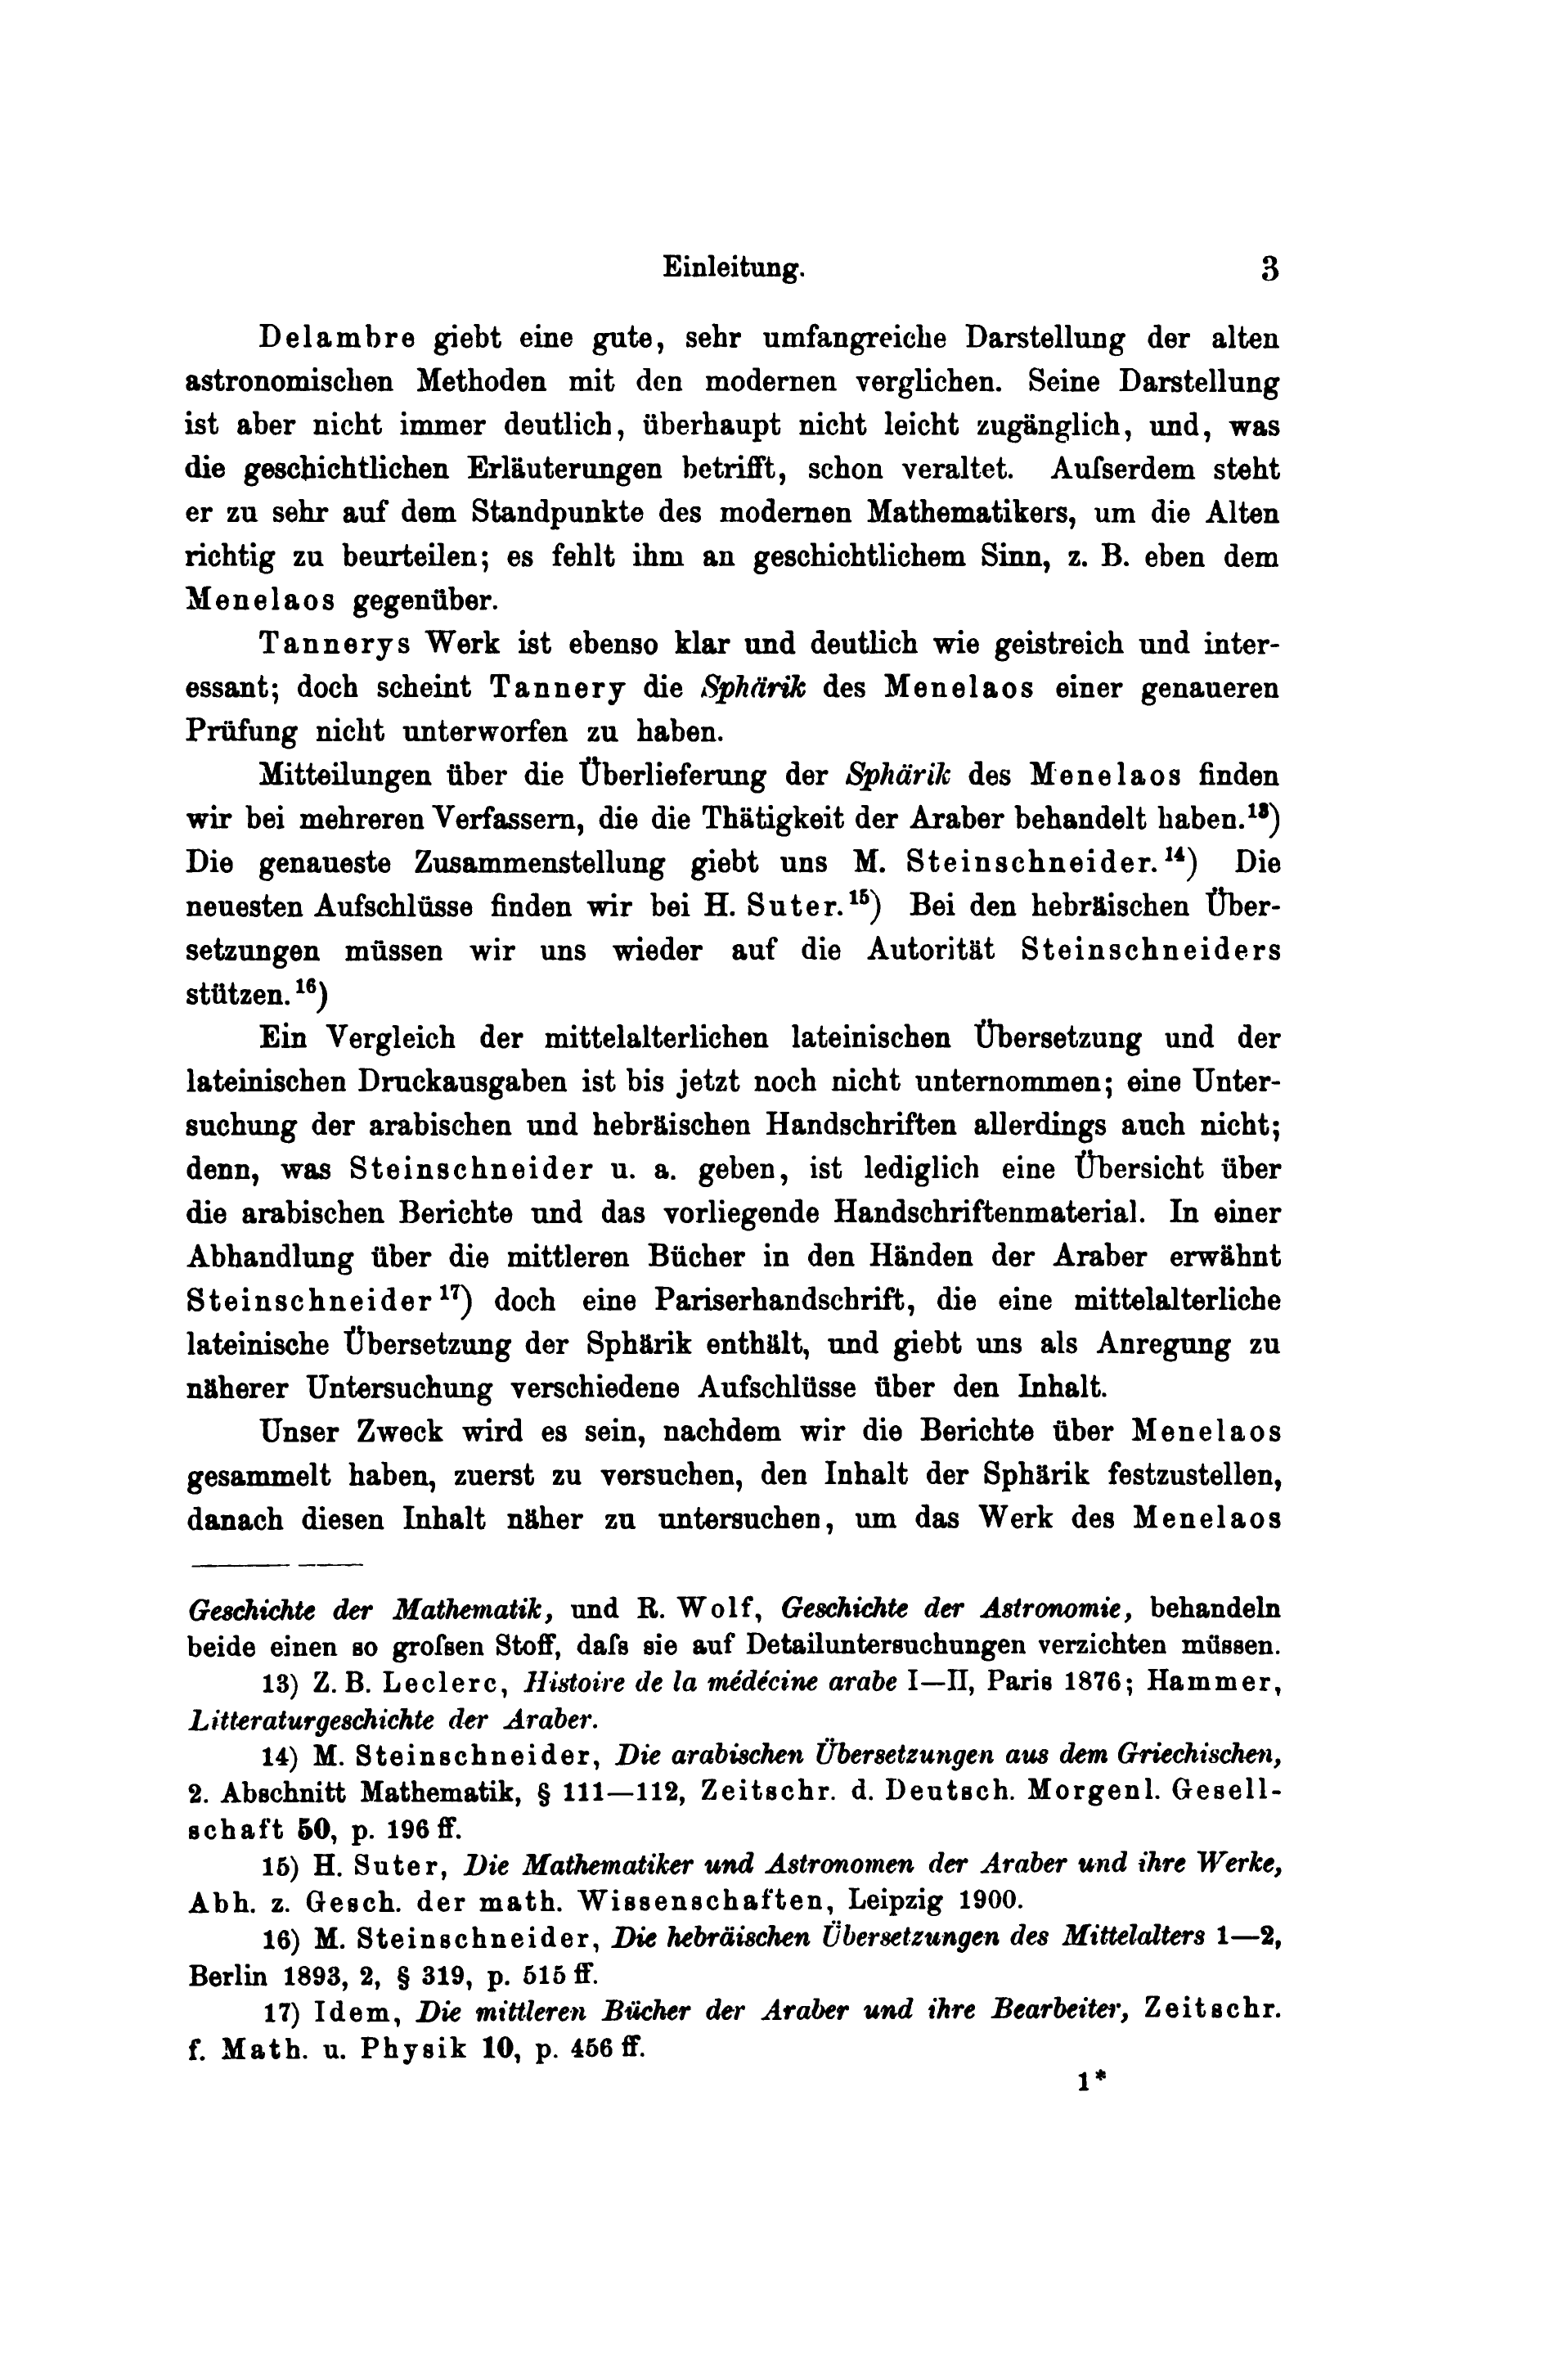 Einleitung. 3
Delambre giebt eine gute, sehr umfangreiche Darstellung der alten
astronomischen Methoden mit den modernen verglichen. Seine Darstellung
ist aber nicht immer deutlich, überhaupt nicht leicht zugänglich, und, was
die geschichtlichen Erläuterungen betrifft, schon veraltet. Aufserdem steht
er zu sehr auf dem Standpunkte des modernen Mathematikers, um die Alten
richtig zu beurteilen; es fehlt ihm an geschichtlichem Sinn, z. B. eben dem
Menelaos gegenüber.
Tannerys Werk ist ebenso klar und deutlich wie geistreich und inter-
essant; doch scheint Tannery die Sphärik des Menelaos einer genaueren
Prüfung nicht unterworfen zu haben.
Mitteilungen über die Überlieferung der Sphärik des Menelaos finden
wir bei mehreren Verfassern, die die Thätigkeit der Araber behandelt haben.¹³)
Die genaueste Zusammenstellung giebt uns M. Steinschneider.¹⁴) Die
neuesten Aufschlüsse finden wir bei H. Suter.¹⁵) Bei den hebräischen Über-
setzungen müssen wir uns wieder auf die Autorität Steinschneiders
stützen.¹⁶)
Ein Vergleich der mittelalterlichen lateinischen Übersetzung und der
lateinischen Druckausgaben ist bis jetzt noch nicht unternommen; eine Unter-
suchung der arabischen und hebräischen Handschriften allerdings auch nicht;
denn, was Steinschneider u. a. geben, ist lediglich eine Übersicht über
die arabischen Berichte und das vorliegende Handschriftenmaterial. In einer
Abhandlung über die mittleren Bücher in den Händen der Araber erwähnt
Steinschneider¹⁷) doch eine Pariserhandschrift, die eine mittelalterliche
lateinische Übersetzung der Sphärik enthält, und giebt uns als Anregung zu
näherer Untersuchung verschiedene Aufschlüsse über den Inhalt.
Unser Zweck wird es sein, nachdem wir die Berichte über Menelaos
gesammelt haben, zuerst zu versuchen, den Inhalt der Sphärik festzustellen,
danach diesen Inhalt näher zu untersuchen, um das Werk des Menelaos
Geschichte der Mathematik, und R. Wolf, Geschichte der Astronomie, behandeln
beide einen so grofsen Stoff, dafs sie auf Detailuntersuchungen verzichten müssen.
13) Z. B. Leclerc, Histoire de la médécine arabe I—II, Paris 1876; Hammer,
Litteraturgeschichte der Araber.
14) M. Steinschneider, Die arabischen Übersetzungen aus dem Griechischen,
2. Abschnitt Mathematik, § 111—112, Zeitschr. d. Deutsch. Morgenl. Gesell-
schaft 50, p. 196 ff.
15) H. Suter, Die Mathematiker und Astronomen der Araber und ihre Werke,
Abh. z. Gesch. der math. Wissenschaften, Leipzig 1900.
16) M. Steinschneider, Die hebräischen Übersetzungen des Mittelalters 1—2,
Berlin 1893, 2, § 319, p. 515 ff.
17) Idem, Die mittleren Bücher der Araber und ihre Bearbeiter, Zeitschr.
f. Math. u. Physik 10, p. 456 ff.
1*